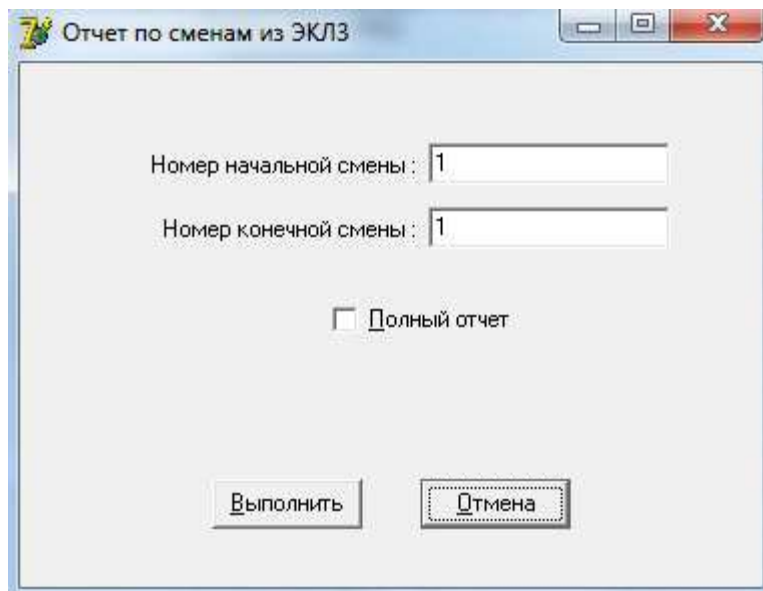 Отчет по сменам из ЭКЛЗ
Номер начальной смены : 1
Номер конечной смены : 1
Полный отчет
Выполнить Отмена